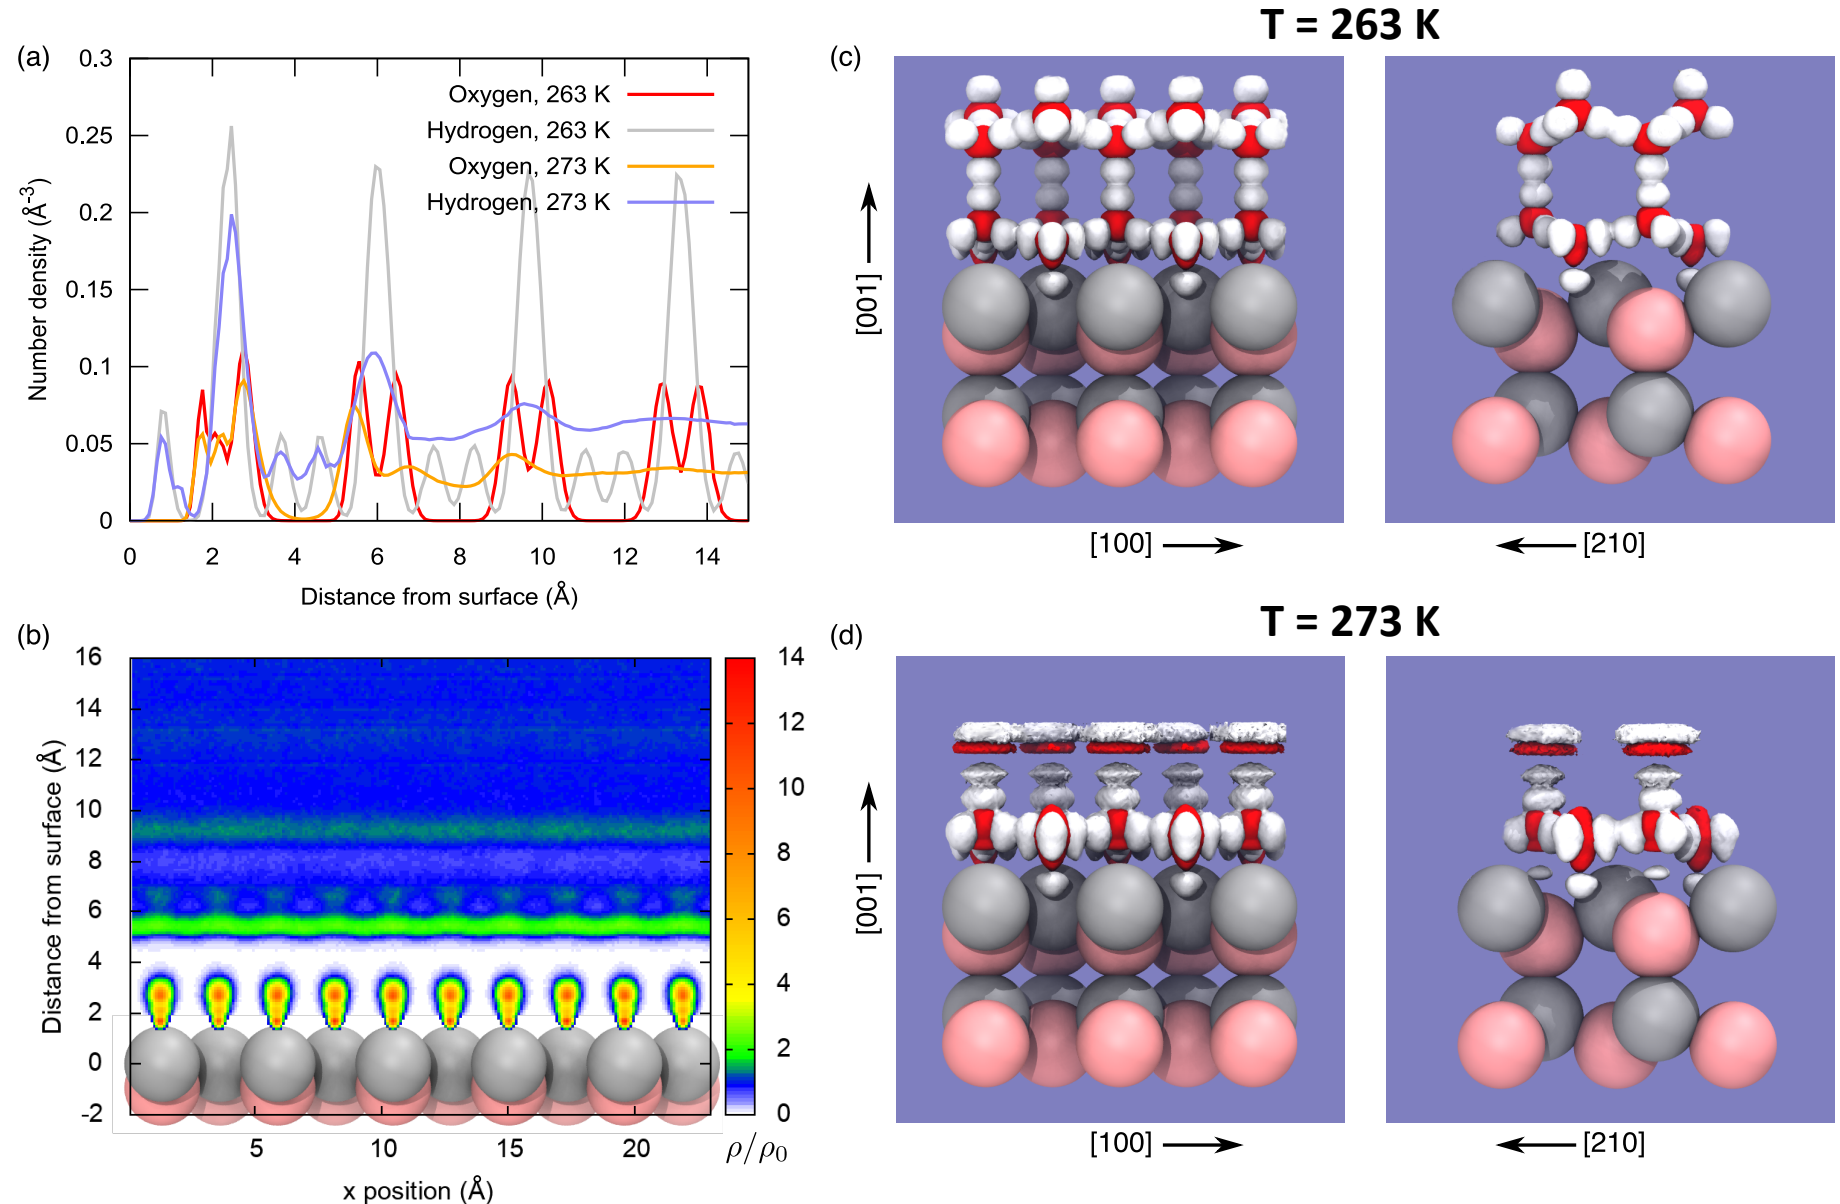 (a)
0.3
0.25
0.2
0.15
0.1
0.05
0
Number density (Å⁻³)
Oxygen, 263 K
Hydrogen, 263 K
Oxygen, 273 K
Hydrogen, 273 K
0 2 4 6 8 10 12 14
Distance from surface (Å)
(b)
16
14
12
10
8
6
4
2
0
-2
Distance from surface (Å)
5 10 15 20
x position (Å)
14
12
10
8
6
4
2
0
ρ/ρ₀
T = 263 K
(c)
[001]
[100]
[210]
T = 273 K
(d)
[001]
[100]
[210]